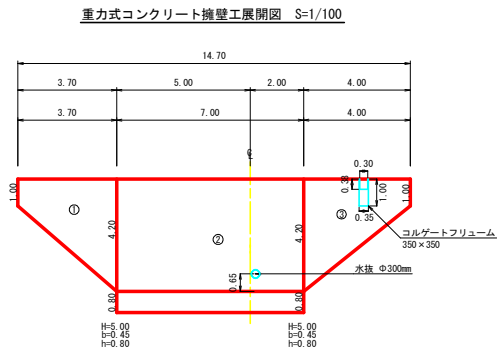 重力式コンクリート擁壁工展開図 S=1/100
14.70
3.70 5.00 2.00 4.00
3.70 7.00 4.00
℄
0.30
1.00 0.38 1.00 1.00
① 0.35
4.20 4.20 ③
② コルゲートフリューム
350×350
0.65 水抜 Φ300mm
0.80 0.80
H=5.00 H=5.00
b=0.45 b=0.45
h=0.80 h=0.80